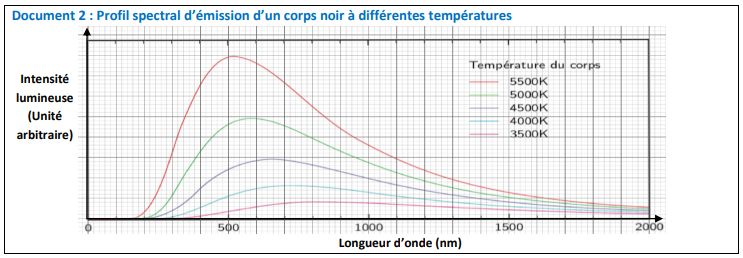 Document 2 : Profil spectral d’émission d’un corps noir à différentes températures
Intensité
lumineuse
(Unité
arbitraire)
Température du corps
5500K
5000K
4500K
4000K
3500K
0 500 1000 1500 2000
Longueur d’onde (nm)